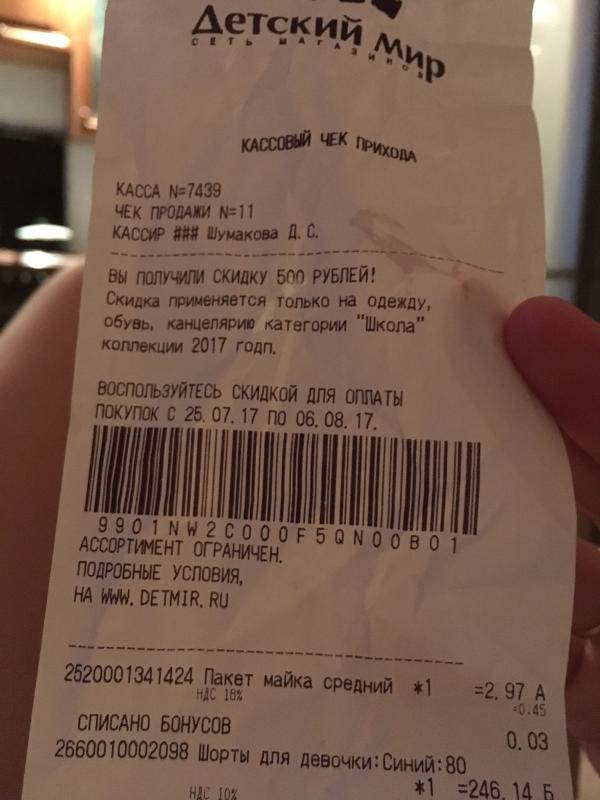 Детский мир
СЕТЬ МАГАЗИНОВ
КАССОВЫЙ ЧЕК ПРИХОДА
КАССА N=7439
ЧЕК ПРОДАЖИ N=11
КАССИР ### Шумакова Д. С.
ВЫ ПОЛУЧИЛИ СКИДКУ 500 РУБЛЕЙ!
Скидка применяется только на одежду,
обувь, канцелярию категории "Школа"
коллекции 2017 годп.
ВОСПОЛЬЗУЙТЕСЬ СКИДКОЙ ДЛЯ ОПЛАТЫ
ПОКУПОК С 25.07.17 ПО 06.08.17.
9901NW2C000F5QN00B01
АССОРТИМЕНТ ОГРАНИЧЕН.
ПОДРОБНЫЕ УСЛОВИЯ,
НА WWW.DETMIR.RU
2520001341424 Пакет майка средний *1 =2.97 А
НДС 18% =0.45
СПИСАНО БОНУСОВ 0.03
2660010002098 Шорты для девочки:Синий:80
*1 =246.14 Б
НДС 10%